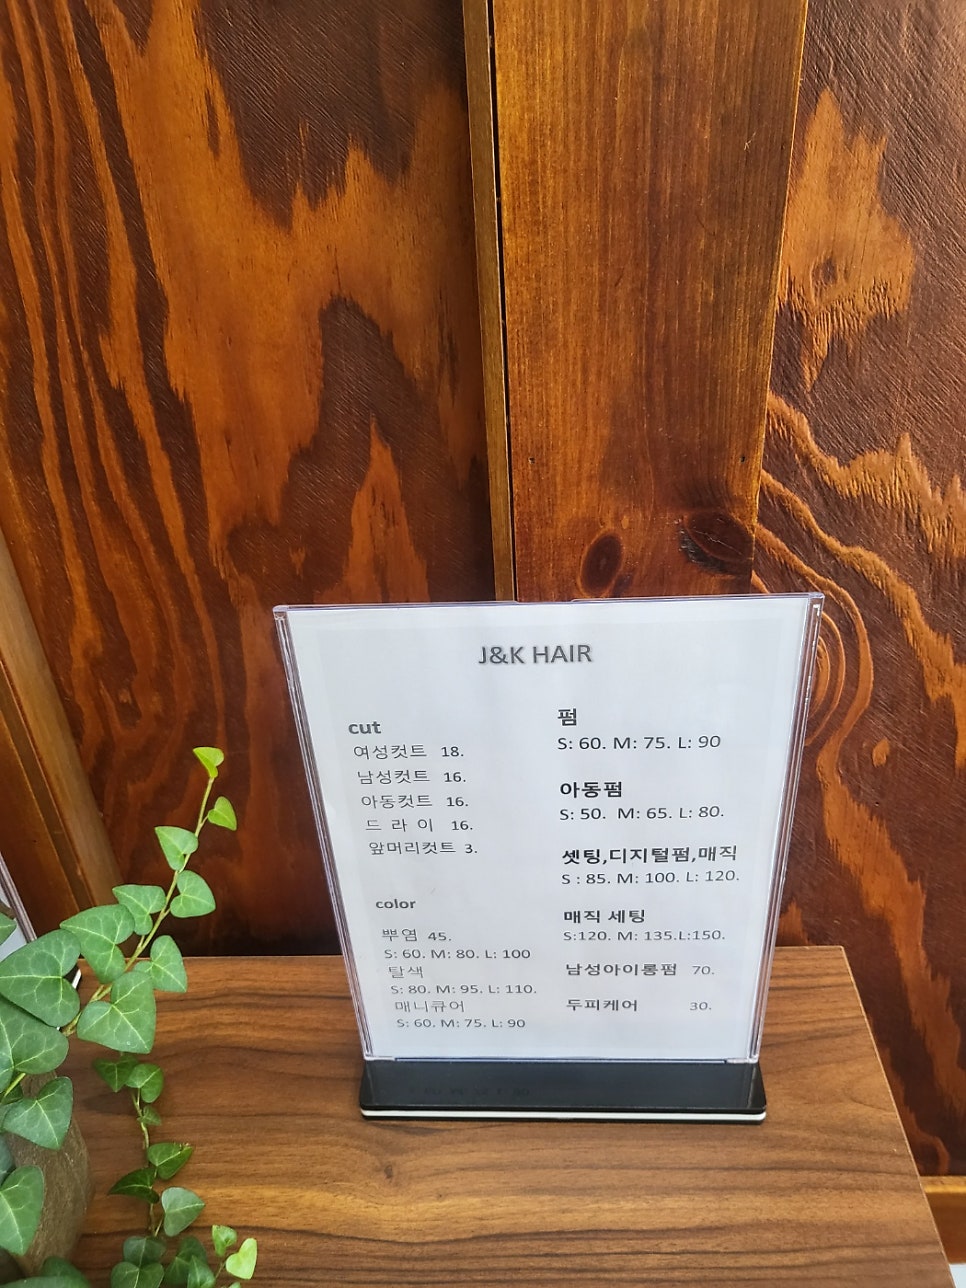 J&K HAIR
cut
여성컷트 18.
남성컷트 16.
아동컷트 16.
드 라 이 16.
앞머리컷트 3.
color
뿌염 45.
S: 60. M: 80. L: 100
탈색
S: 80. M: 95. L: 110.
매니큐어
S: 60. M: 75. L: 90
펌
S: 60. M: 75. L: 90
아동펌
S: 50. M: 65. L: 80.
셋팅,디지털펌,매직
S : 85. M: 100. L: 120.
매직 세팅
S:120. M: 135.L:150.
남성아이롱펌 70.
두피케어 30.